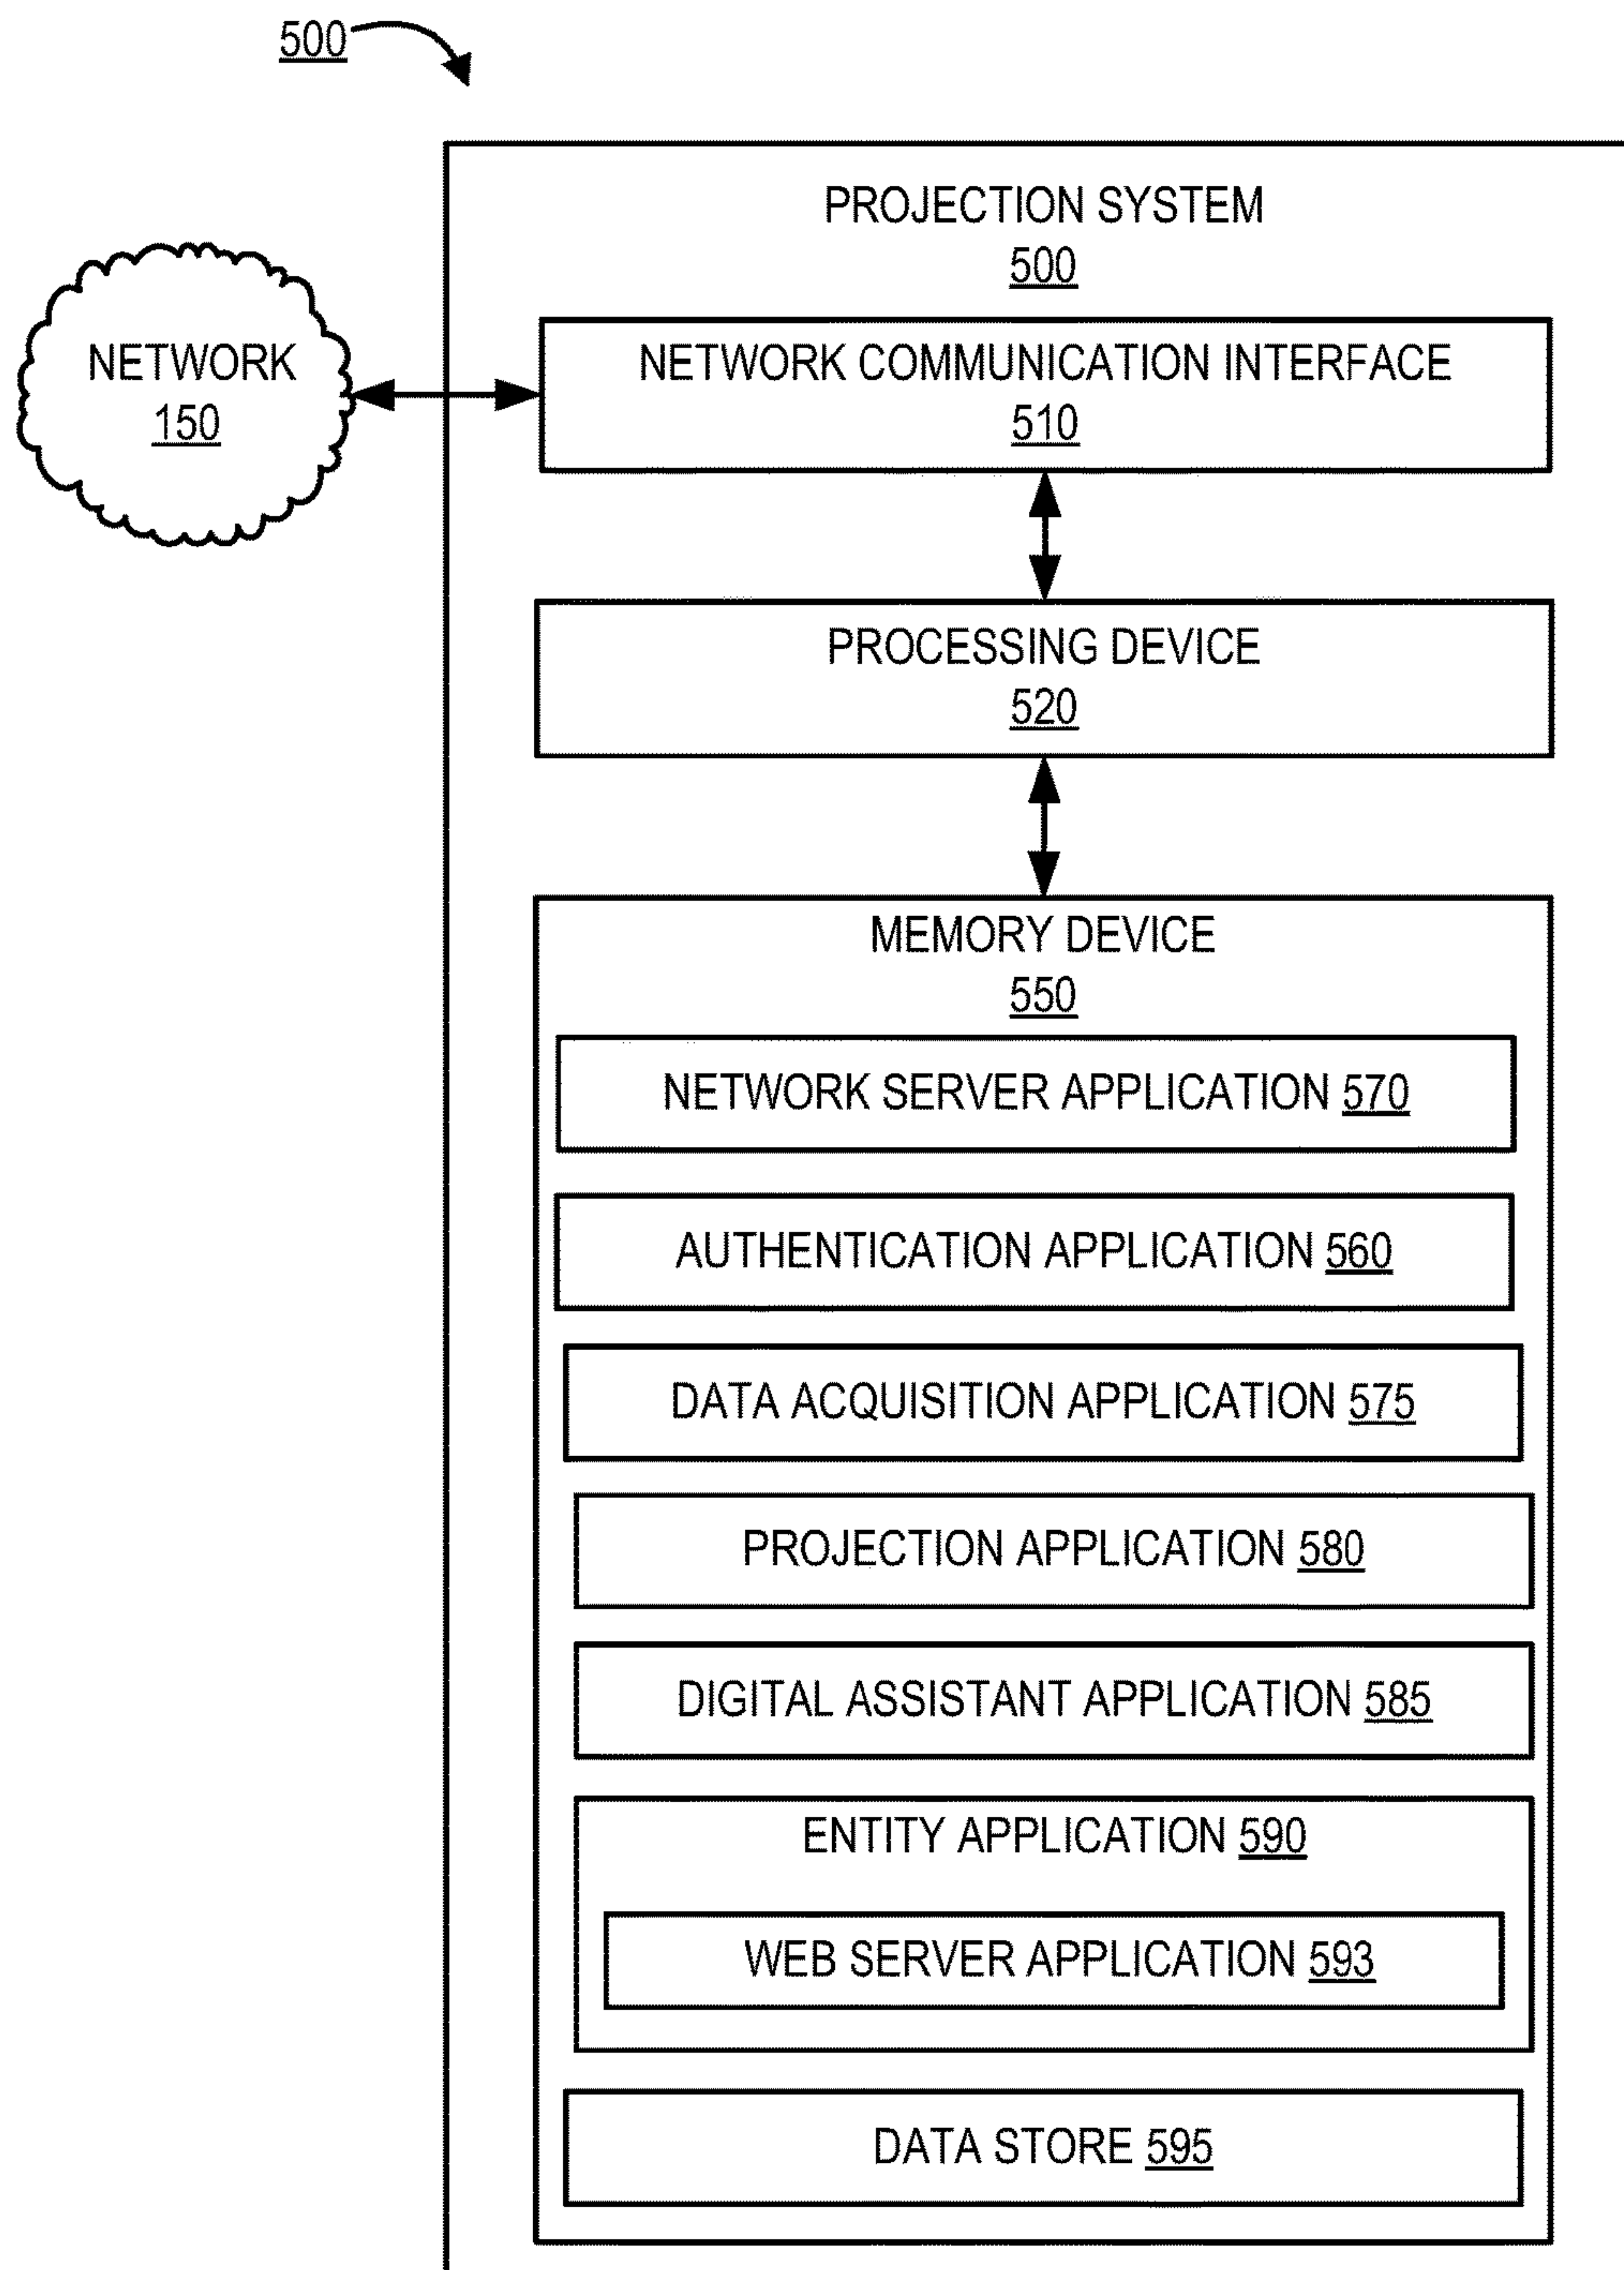 500
PROJECTION SYSTEM
500
NETWORK
150
NETWORK COMMUNICATION INTERFACE
510
PROCESSING DEVICE
520
MEMORY DEVICE
550
NETWORK SERVER APPLICATION 570
AUTHENTICATION APPLICATION 560
DATA ACQUISITION APPLICATION 575
PROJECTION APPLICATION 580
DIGITAL ASSISTANT APPLICATION 585
ENTITY APPLICATION 590
WEB SERVER APPLICATION 593
DATA STORE 595